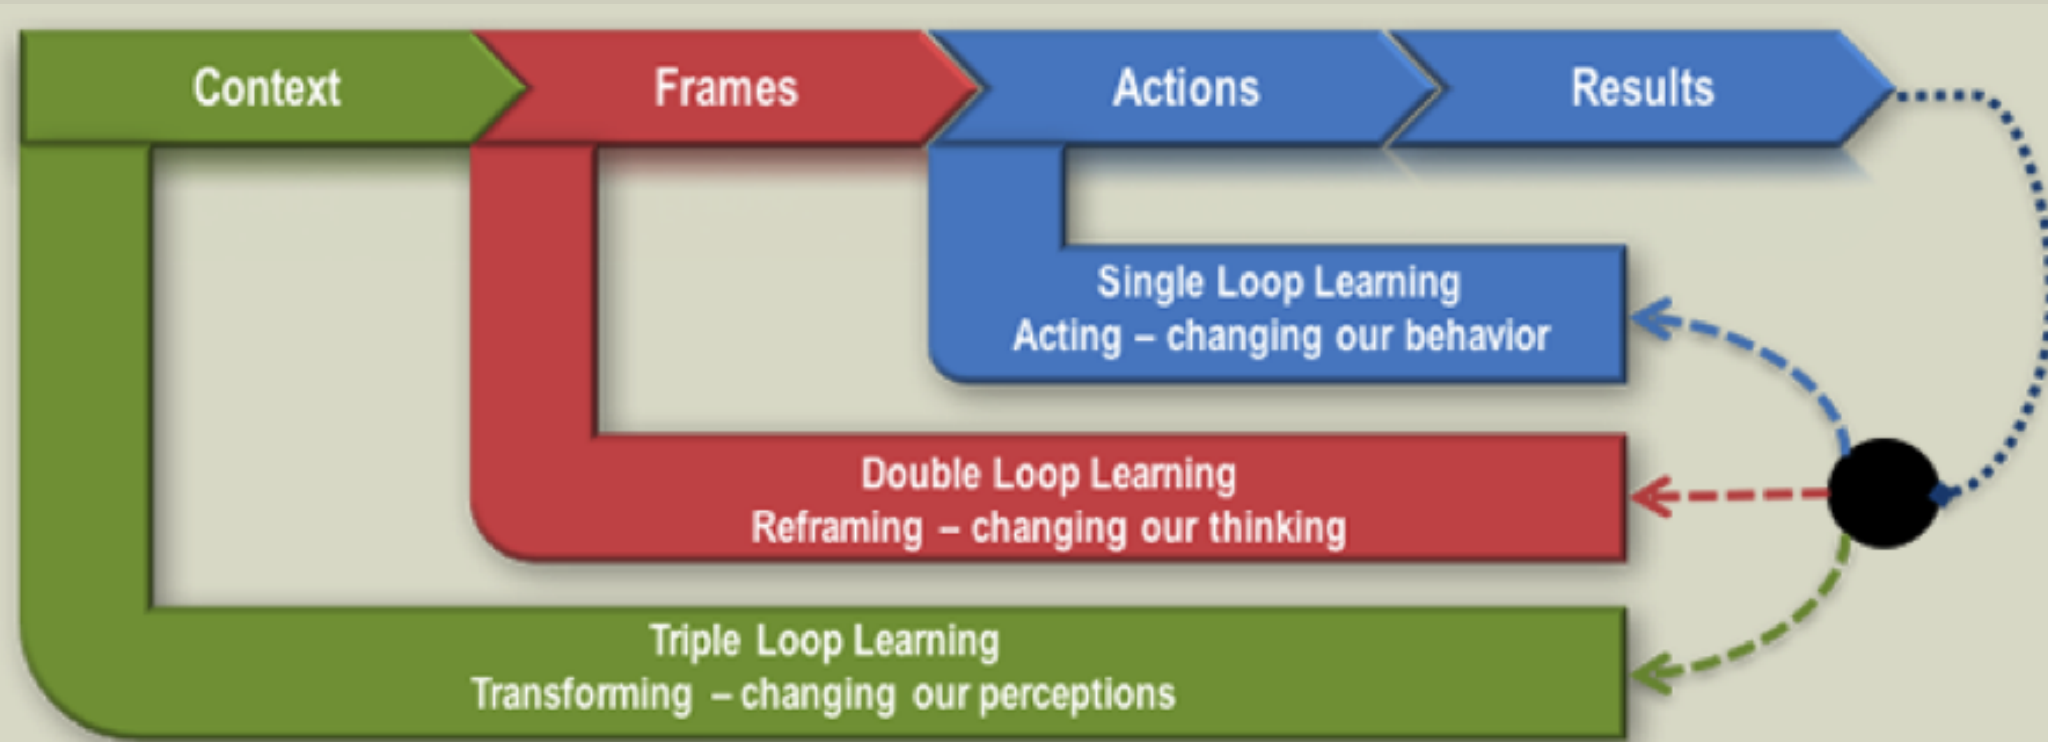 Context
Frames
Actions
Results
Single Loop Learning
Acting – changing our behavior
Double Loop Learning
Reframing – changing our thinking
Triple Loop Learning
Transforming – changing our perceptions